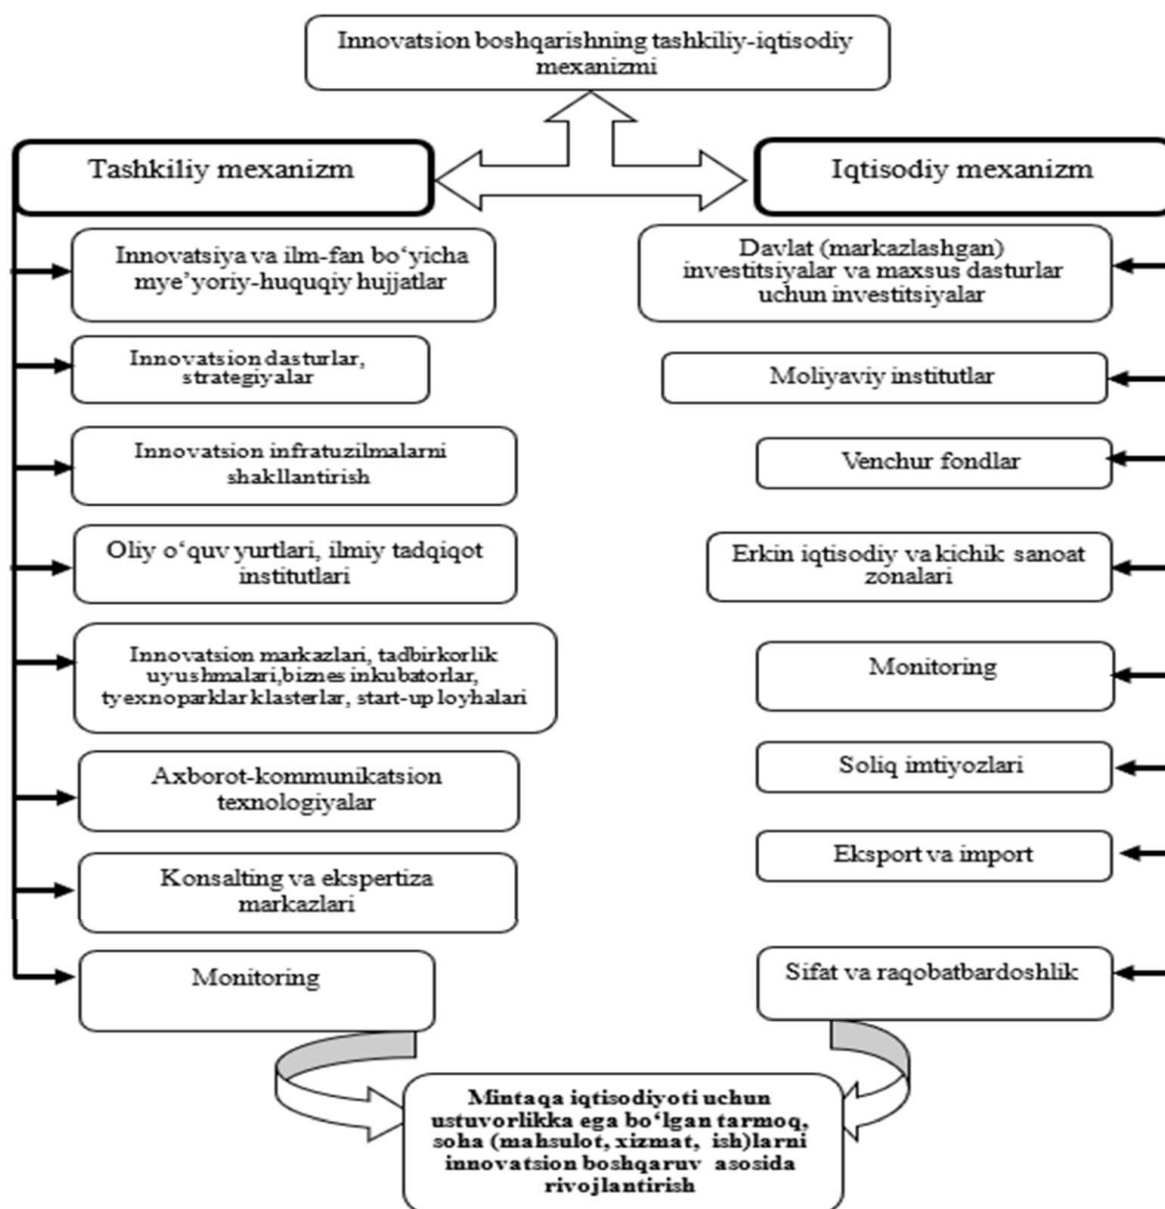 Innovatsion boshqarishning tashkiliy-iqtisodiy
mexanizmi
Tashkiliy mexanizm
Innovatsiya va ilm-fan bo‘yicha
mye’yoriy-huquqiy hujjatlar
Innovatsion dasturlar,
strategiyalar
Innovatsion infratuzilmalarni
shakllantirish
Oliy o‘quv yurtlari, ilmiy tadqiqot
institutlari
Innovatsion markazlari, tadbirkorlik
uyushmalari,biznes inkubatorlar,
tyexnoparklar klasterlar, start-up loyhalari
Axborot-kommunikatsion
texnologiyalar
Konsalting va ekspertiza
markazlari
Monitoring
Iqtisodiy mexanizm
Davlat (markazlashgan)
investitsiyalar va maxsus dasturlar
uchun investitsiyalar
Moliyaviy institutlar
Venchur fondlar
Erkin iqtisodiy va kichik sanoat
zonalari
Monitoring
Soliq imtiyozlari
Eksport va import
Sifat va raqobatbardoshlik
Mintaqa iqtisodiyoti uchun
ustuvorlikka ega bo‘lgan tarmoq,
soha (mahsulot, xizmat, ish)larni
innovatsion boshqaruv asosida
rivojlantirish